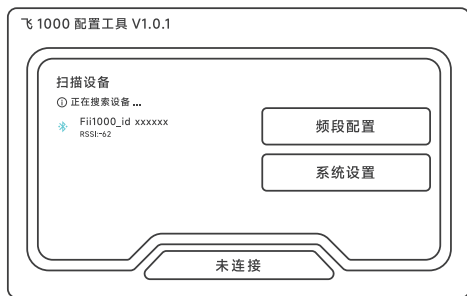 飞 1000 配置工具 V1.0.1
扫描设备
正在搜索设备 ...
Fii1000_id xxxxxx
RSSI:-62
频段配置
系统设置
未连接